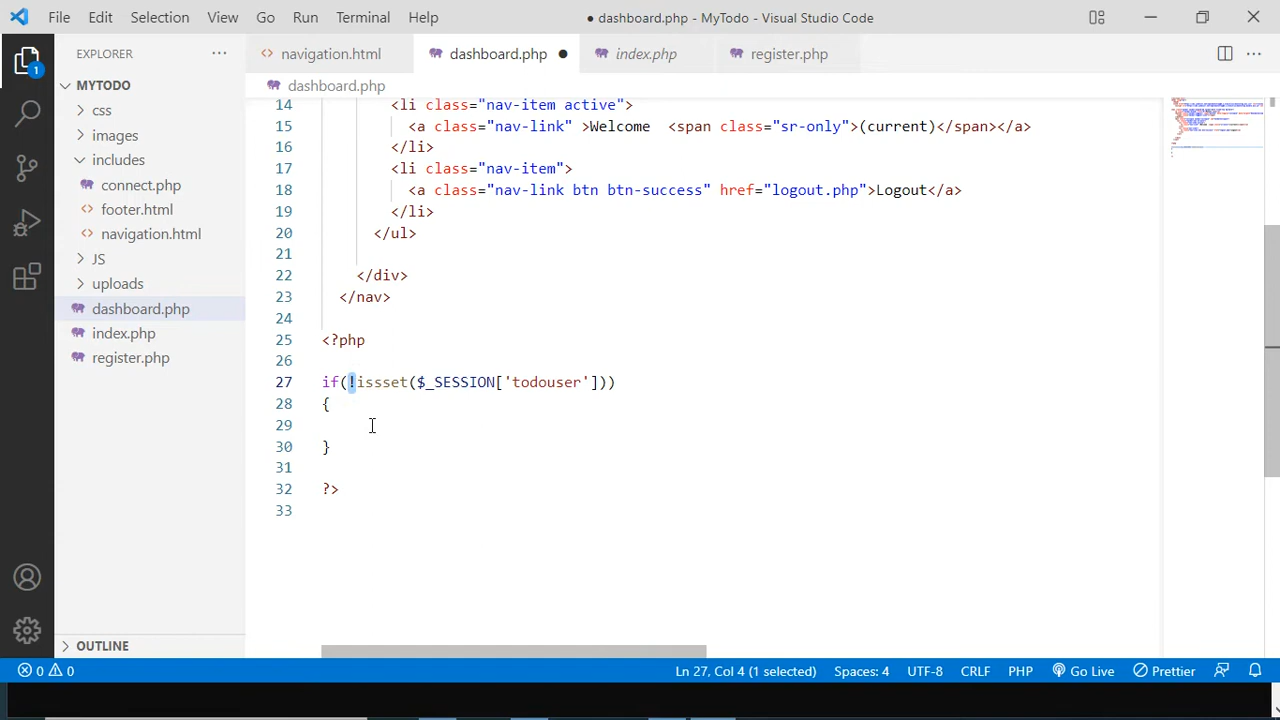 File Edit Selection View Go Run Terminal Help ● dashboard.php - MyTodo - Visual Studio Code
EXPLORER ··· navigation.html dashboard.php ● index.php register.php ···
1
MYTODO
dashboard.php
css
images
includes
connect.php
footer.html
navigation.html
JS
uploads
dashboard.php
index.php
register.php
OUTLINE
14 <li class="nav-item active">
15 <a class="nav-link" >Welcome <span class="sr-only">(current)</span></a>
16 </li>
17 <li class="nav-item">
18 <a class="nav-link btn btn-success" href="logout.php">Logout</a>
19 </li>
20 </ul>
21
22 </div>
23 </nav>
24
25 <?php
26
27 if(!issset($_SESSION['todouser']))
28 {
29
30 }
31
32 ?>
33
0 0 Ln 27, Col 4 (1 selected) Spaces: 4 UTF-8 CRLF PHP Go Live Prettier